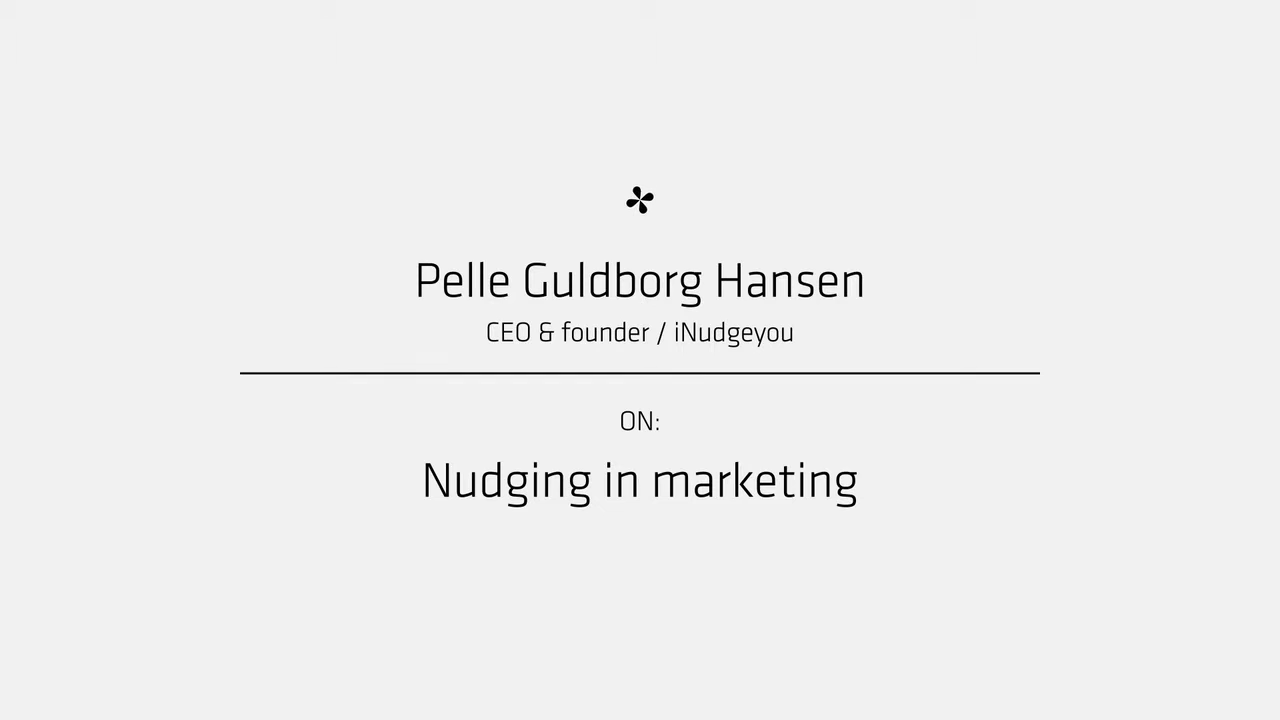 Pelle Guldborg Hansen
CEO & founder / iNudgeyou
ON:
Nudging in marketing